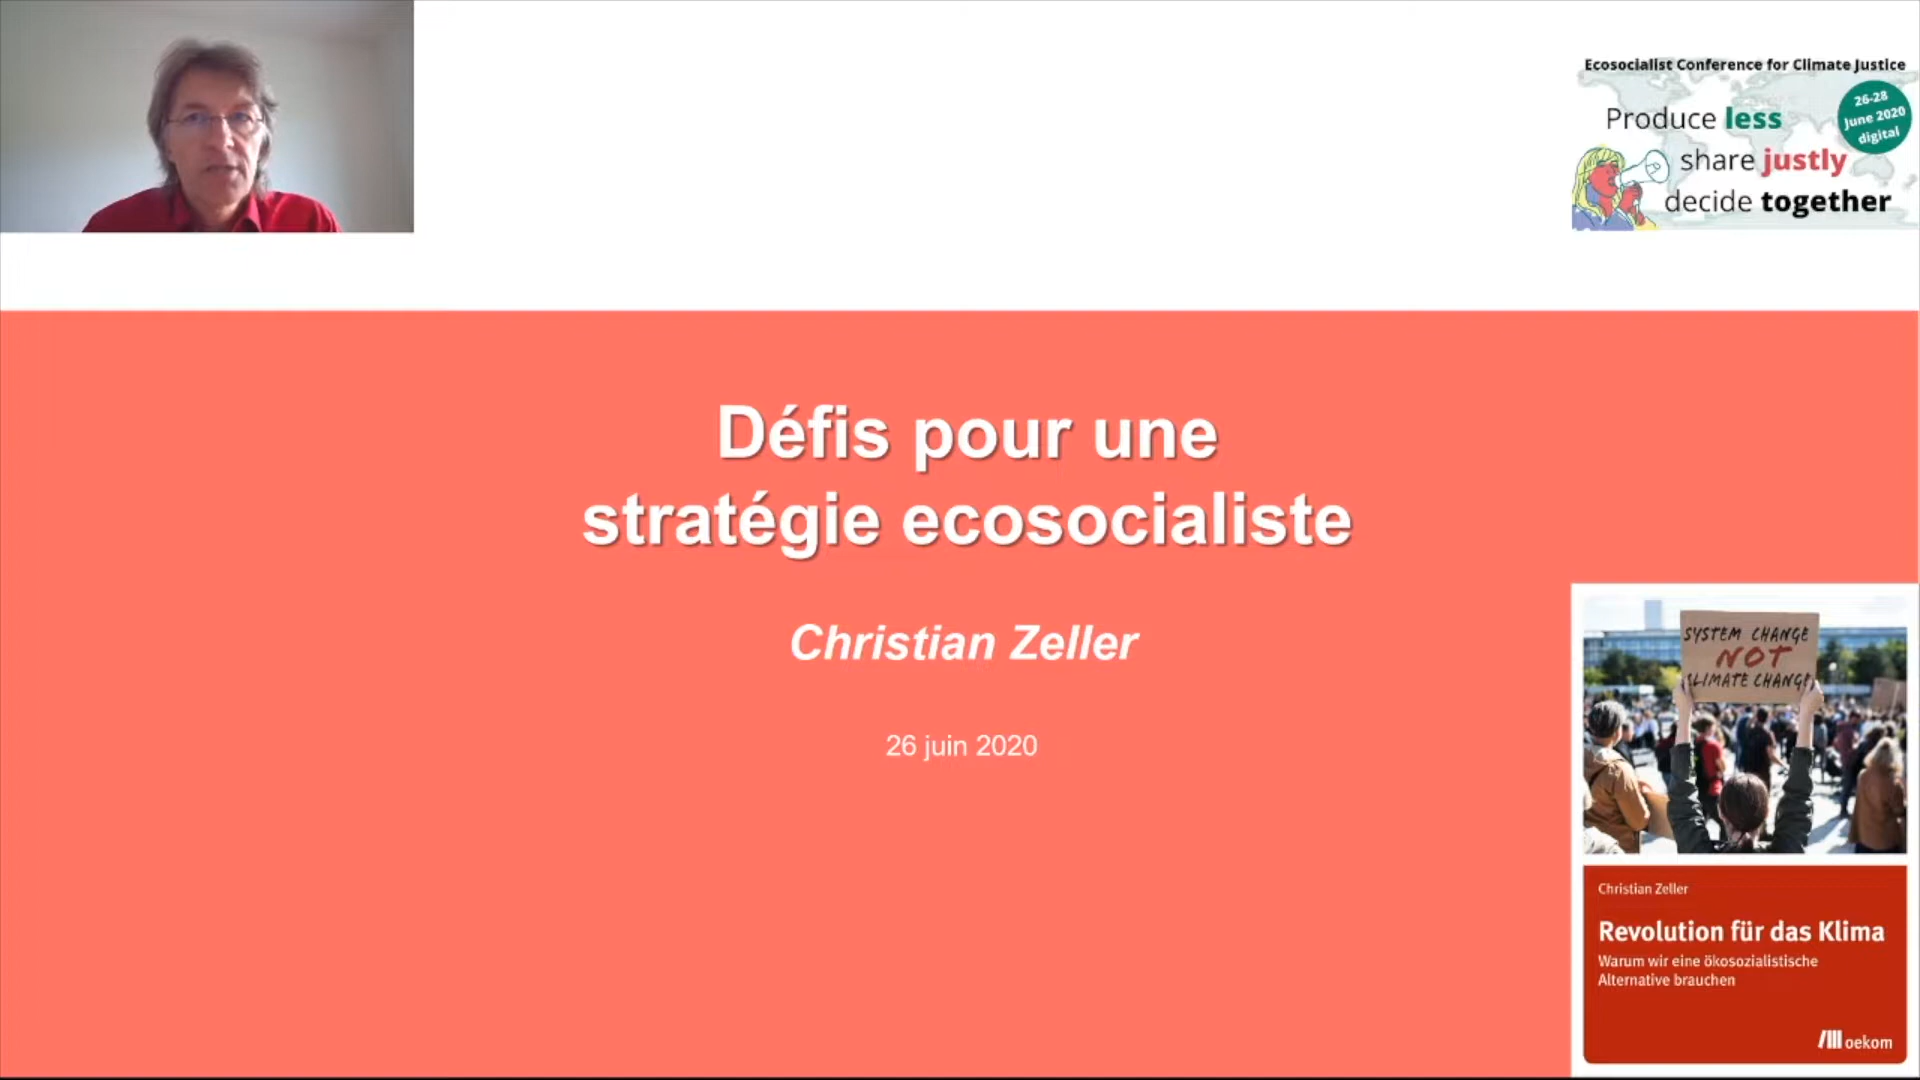 Ecosocialist Conference for Climate Justice
26-28
June 2020
digital
Produce less
share justly
decide together
Défis pour une
stratégie ecosocialiste
Christian Zeller
26 juin 2020
SYSTEM CHANGE
NOT
CLIMATE CHANGE
Christian Zeller
Revolution für das Klima
Warum wir eine ökosozialistische
Alternative brauchen
oekom